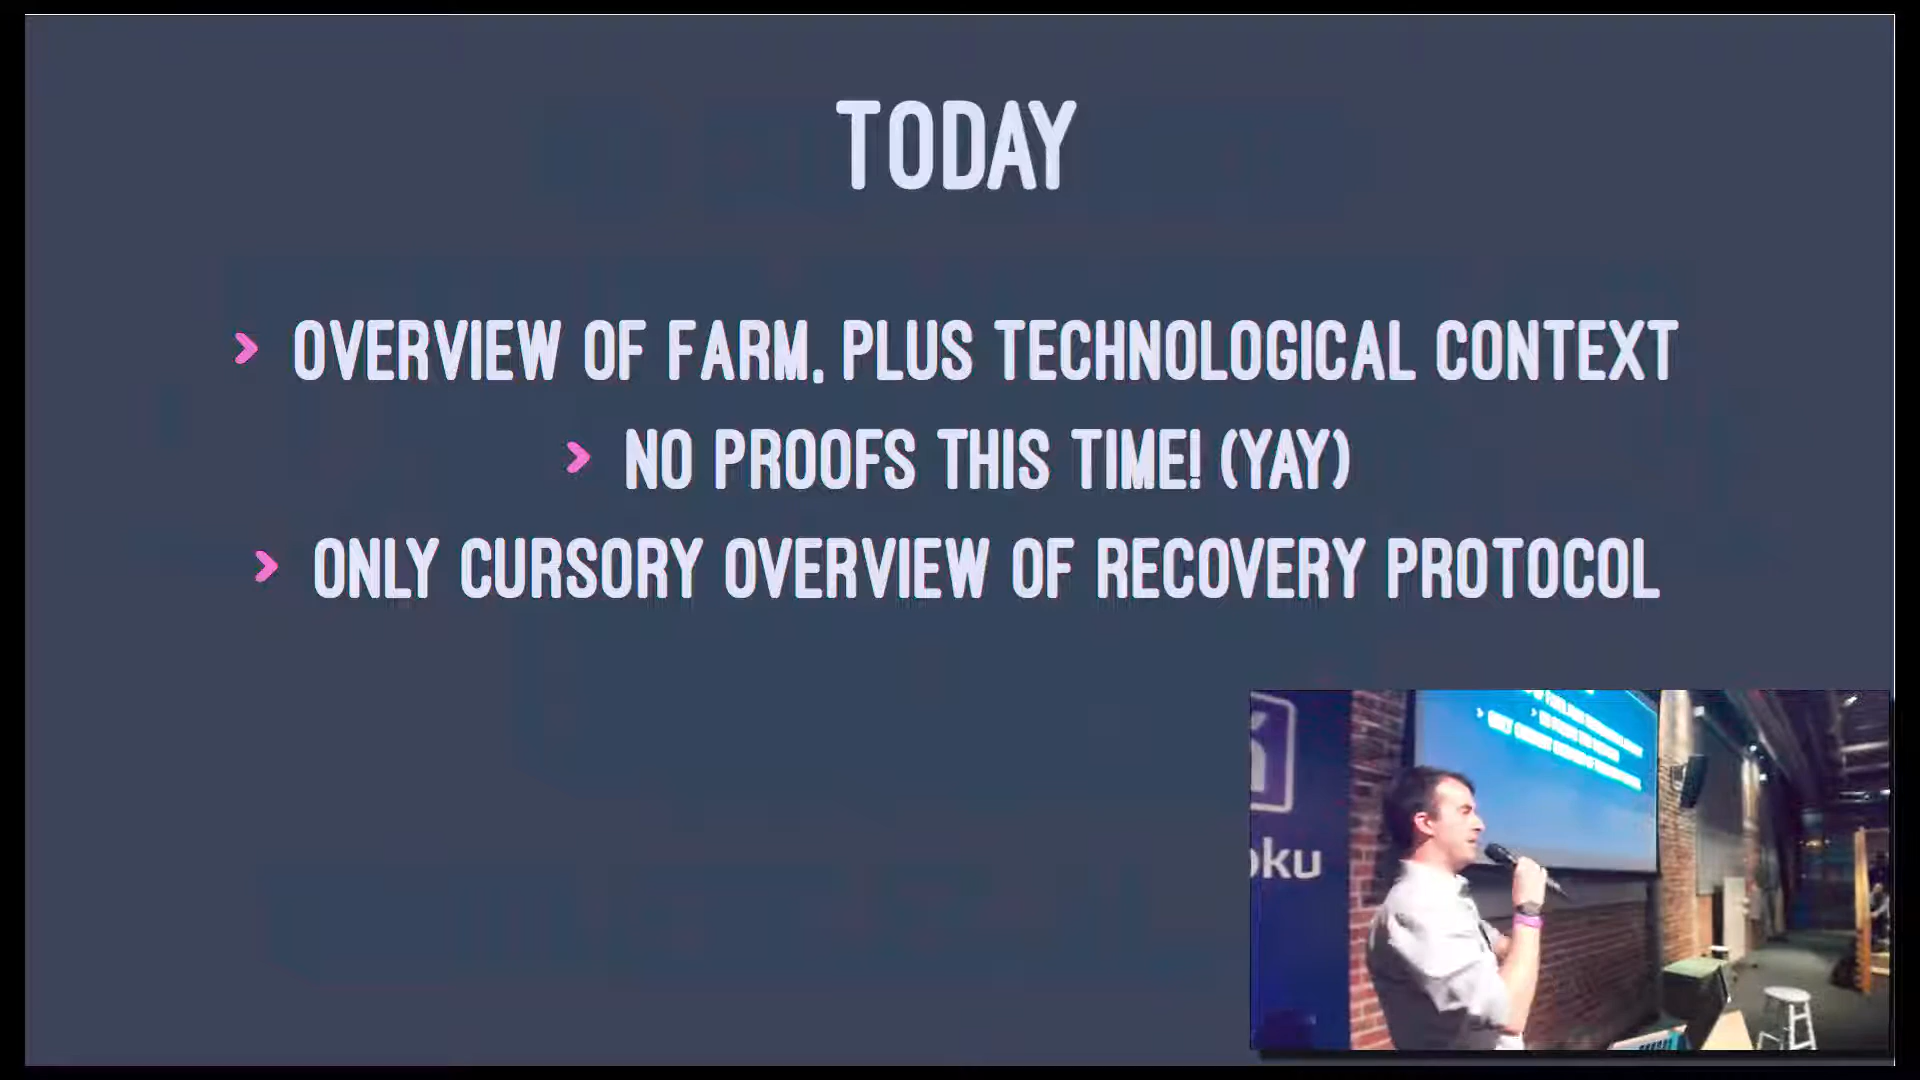 TODAY
> OVERVIEW OF FARM, PLUS TECHNOLOGICAL CONTEXT
> NO PROOFS THIS TIME! (YAY)
> ONLY CURSORY OVERVIEW OF RECOVERY PROTOCOL
oku